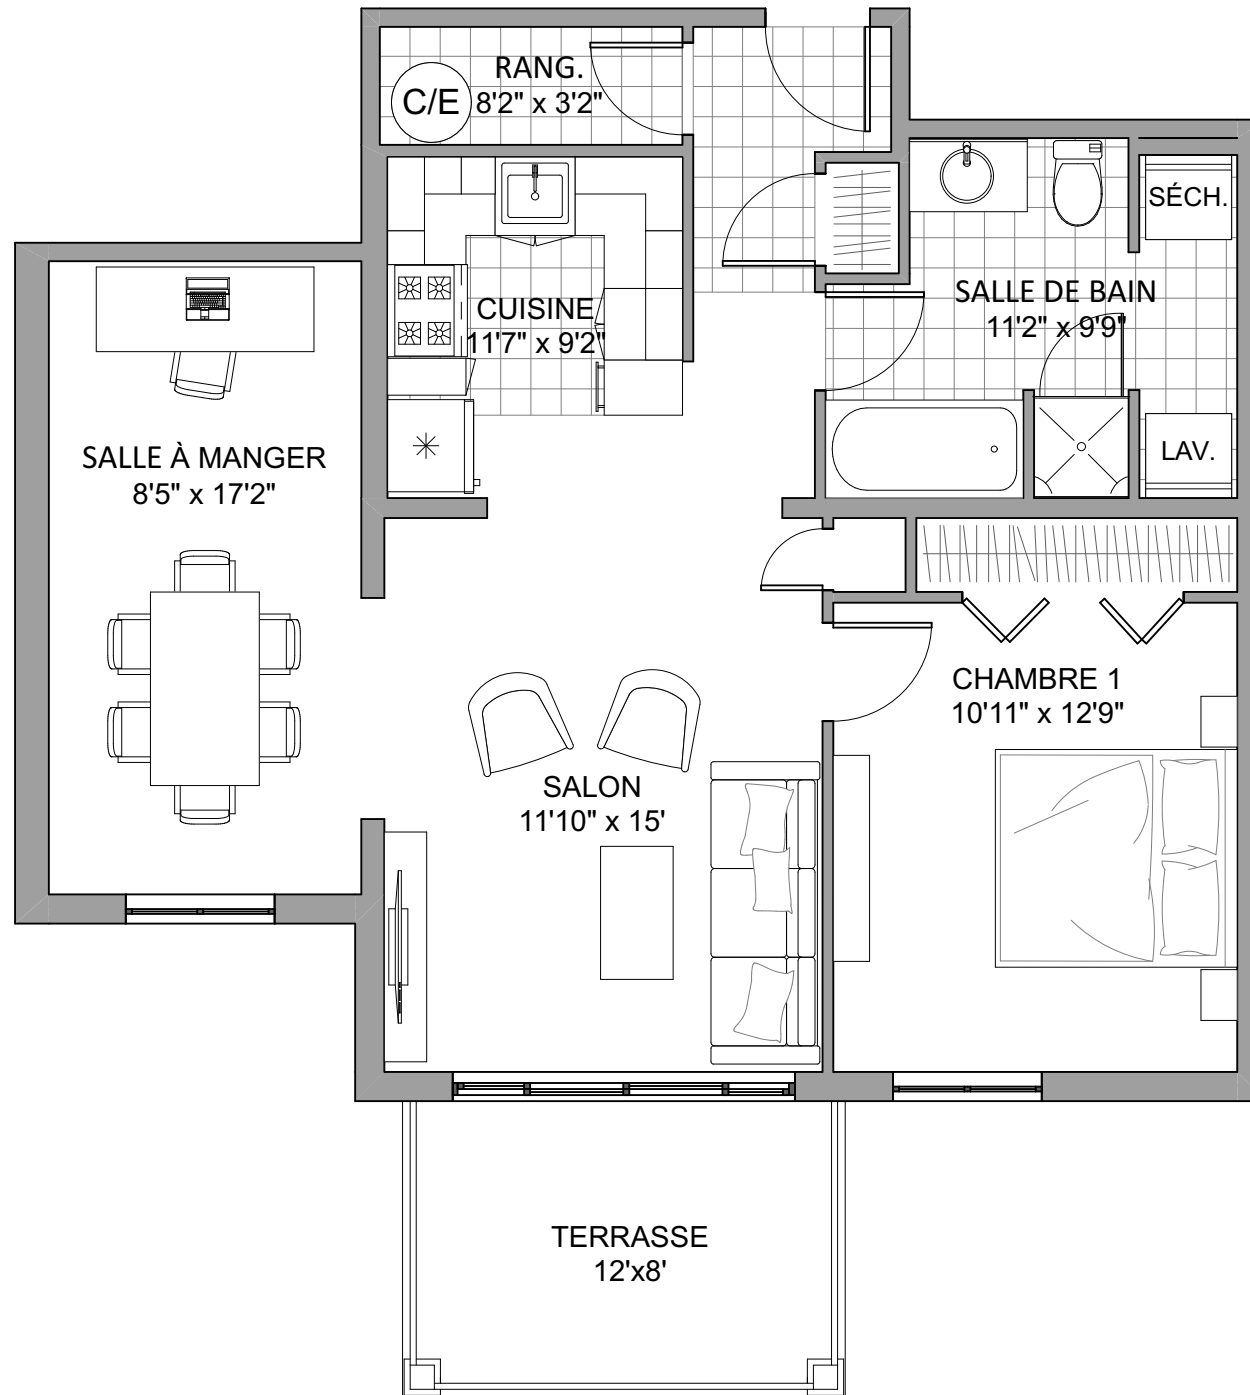 RANG.
8'2" x 3'2"
C/E
SÉCH.
SALLE DE BAIN
11'2" x 9'9"
CUISINE
11'7" x 9'2"
SALLE À MANGER
8'5" x 17'2"
LAV.
CHAMBRE 1
10'11" x 12'9"
SALON
11'10" x 15'
TERRASSE
12'x8'